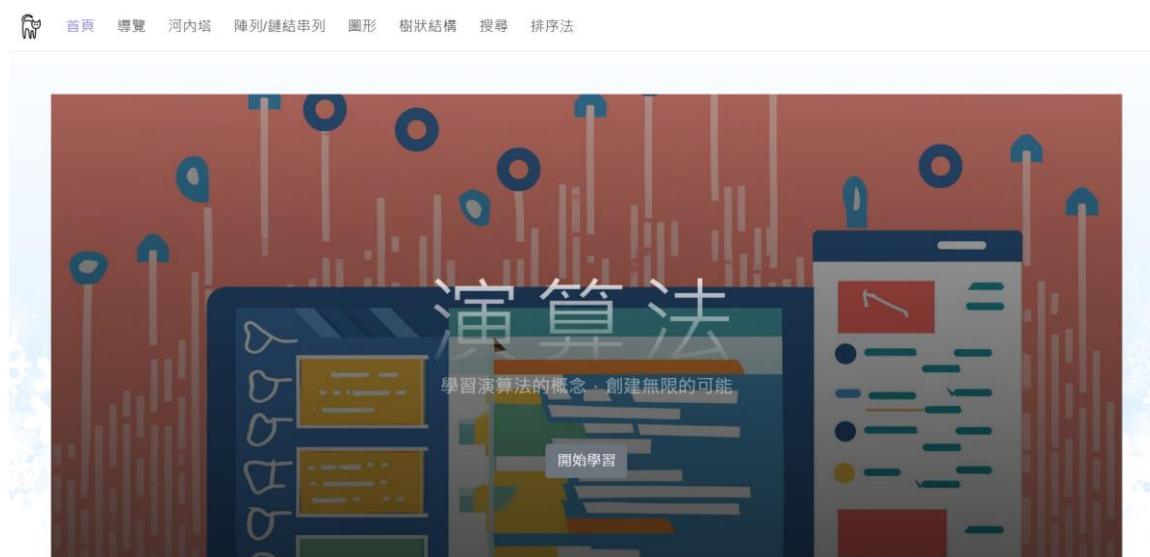 首頁 導覽 河內塔 陣列/鏈結串列 圖形 樹狀結構 搜尋 排序法
演算法
學習演算法的概念，創建無限的可能
開始學習